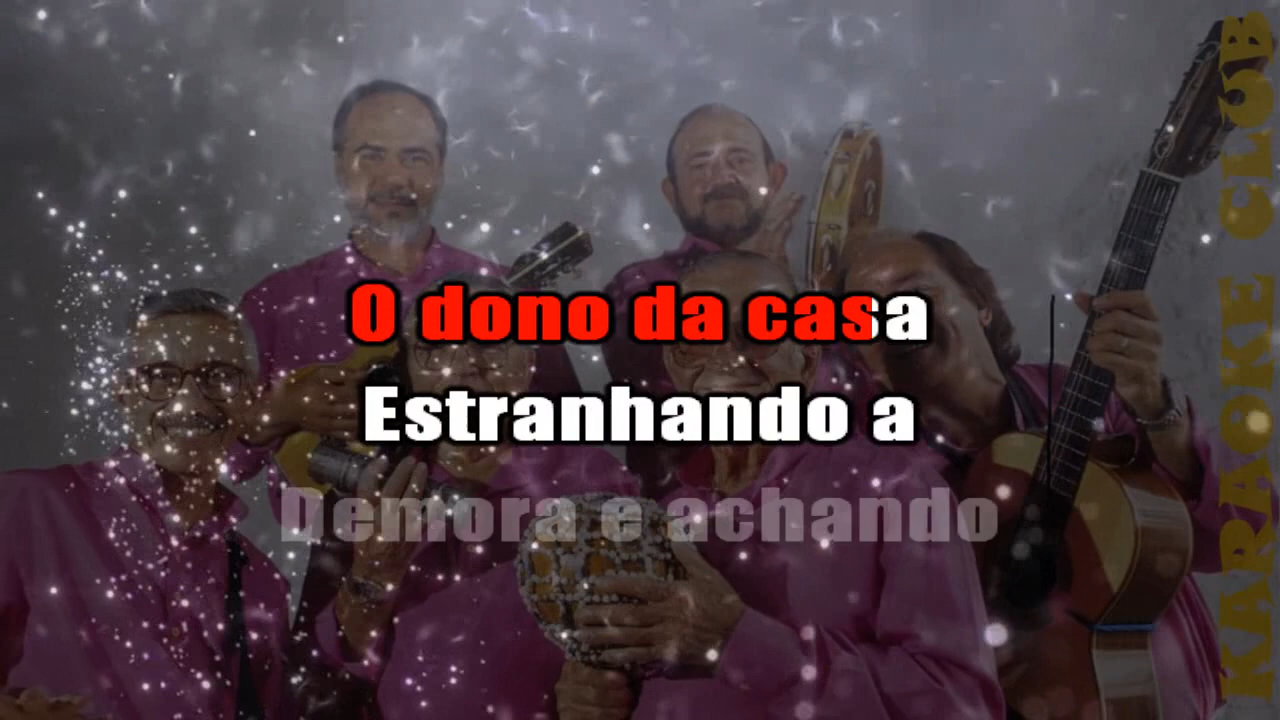 O dono da casa
Estranhando a
Demora e achando
KARAOKE CLUB